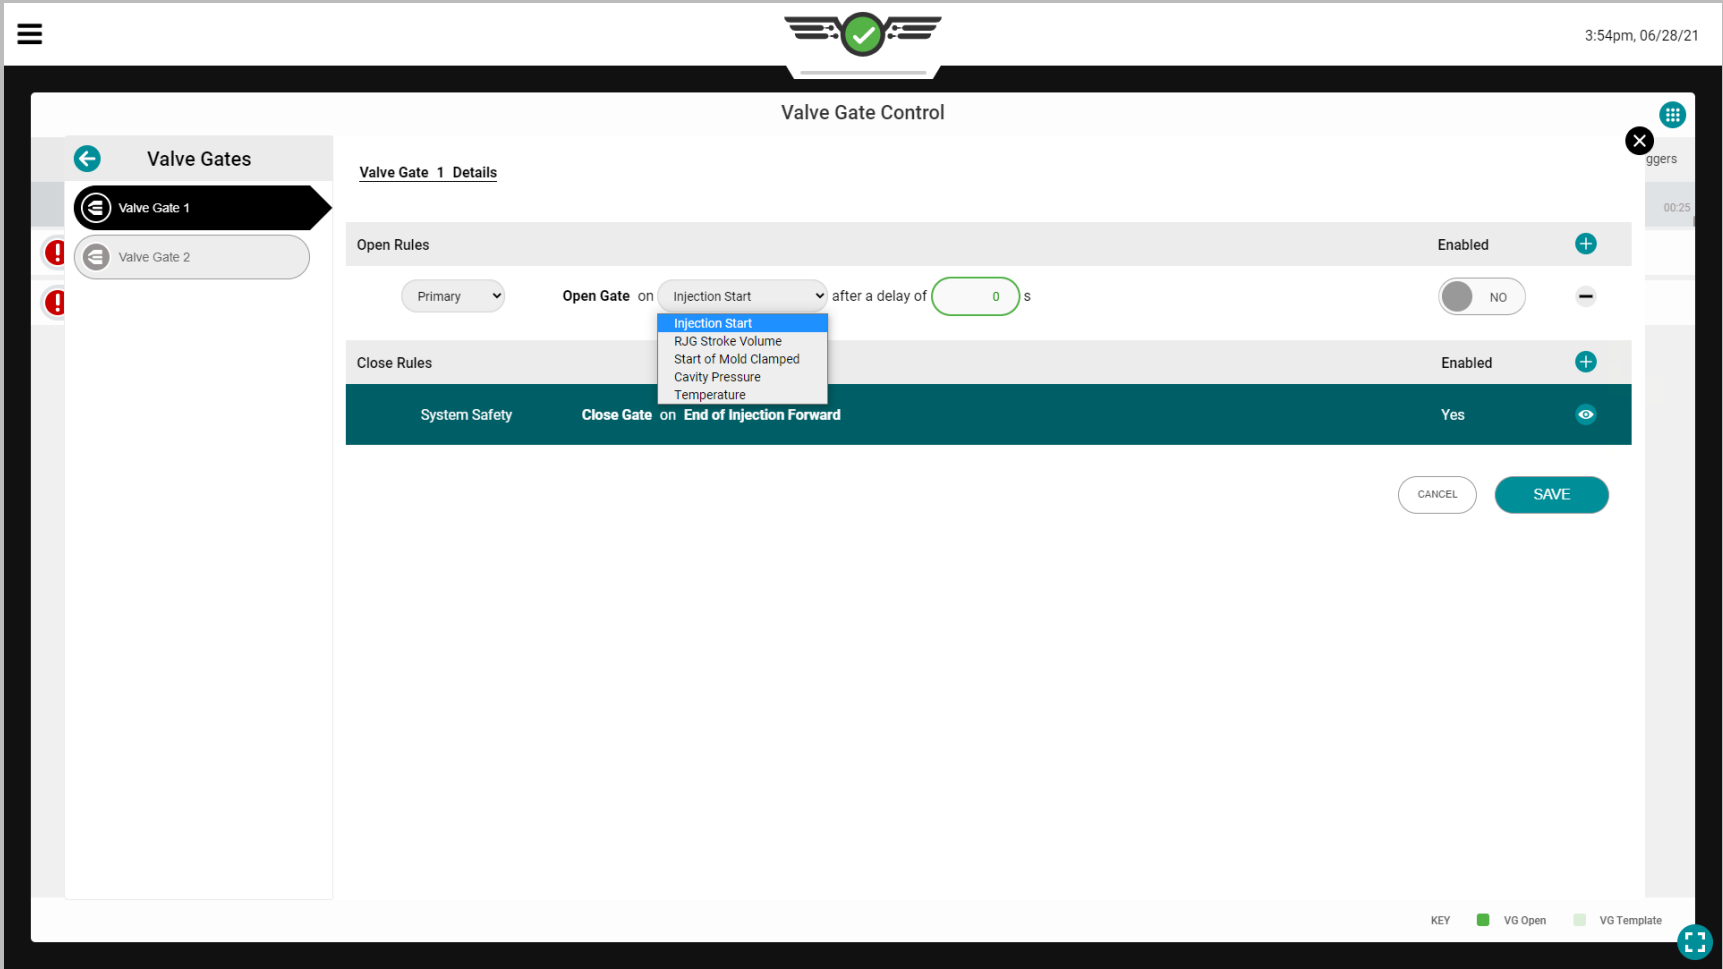 3:54pm, 06/28/21
Valve Gate Control
Valve Gates
ggers
Valve Gate 1 Details
Valve Gate 1
00:25
Open Rules Enabled
Valve Gate 2
Primary Open Gate on Injection Start after a delay of 0 s NO
Injection Start
RJG Stroke Volume
Start of Mold Clamped
Cavity Pressure
Temperature
Close Rules Enabled
System Safety Close Gate on End of Injection Forward Yes
CANCEL SAVE
KEY VG Open VG Template